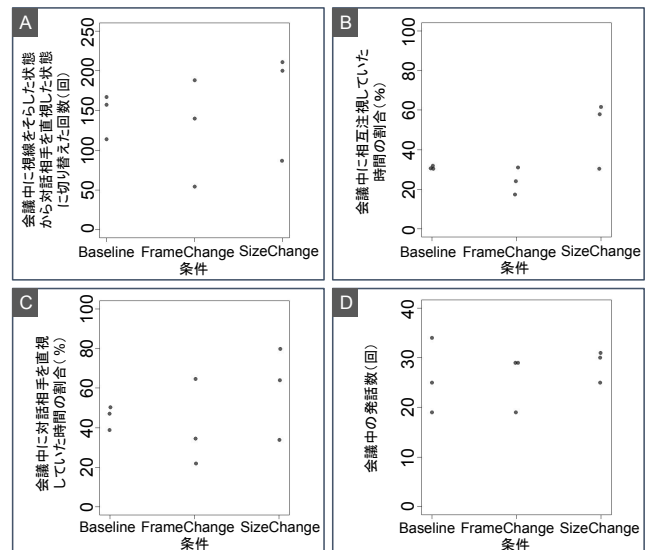 A
会議中に視線をそらした状態
から対話相手を直視した状態
に切り替えた回数(回)
250
200
150
100
50
0
Baseline FrameChange SizeChange
条件
B
会議中に相互注視していた
時間の割合(%)
100
80
60
40
20
0
Baseline FrameChange SizeChange
条件
C
会議中に対話相手を直視
していた時間の割合(%)
100
80
60
40
20
0
Baseline FrameChange SizeChange
条件
D
会議中の発話数(回)
40
30
20
10
0
Baseline FrameChange SizeChange
条件